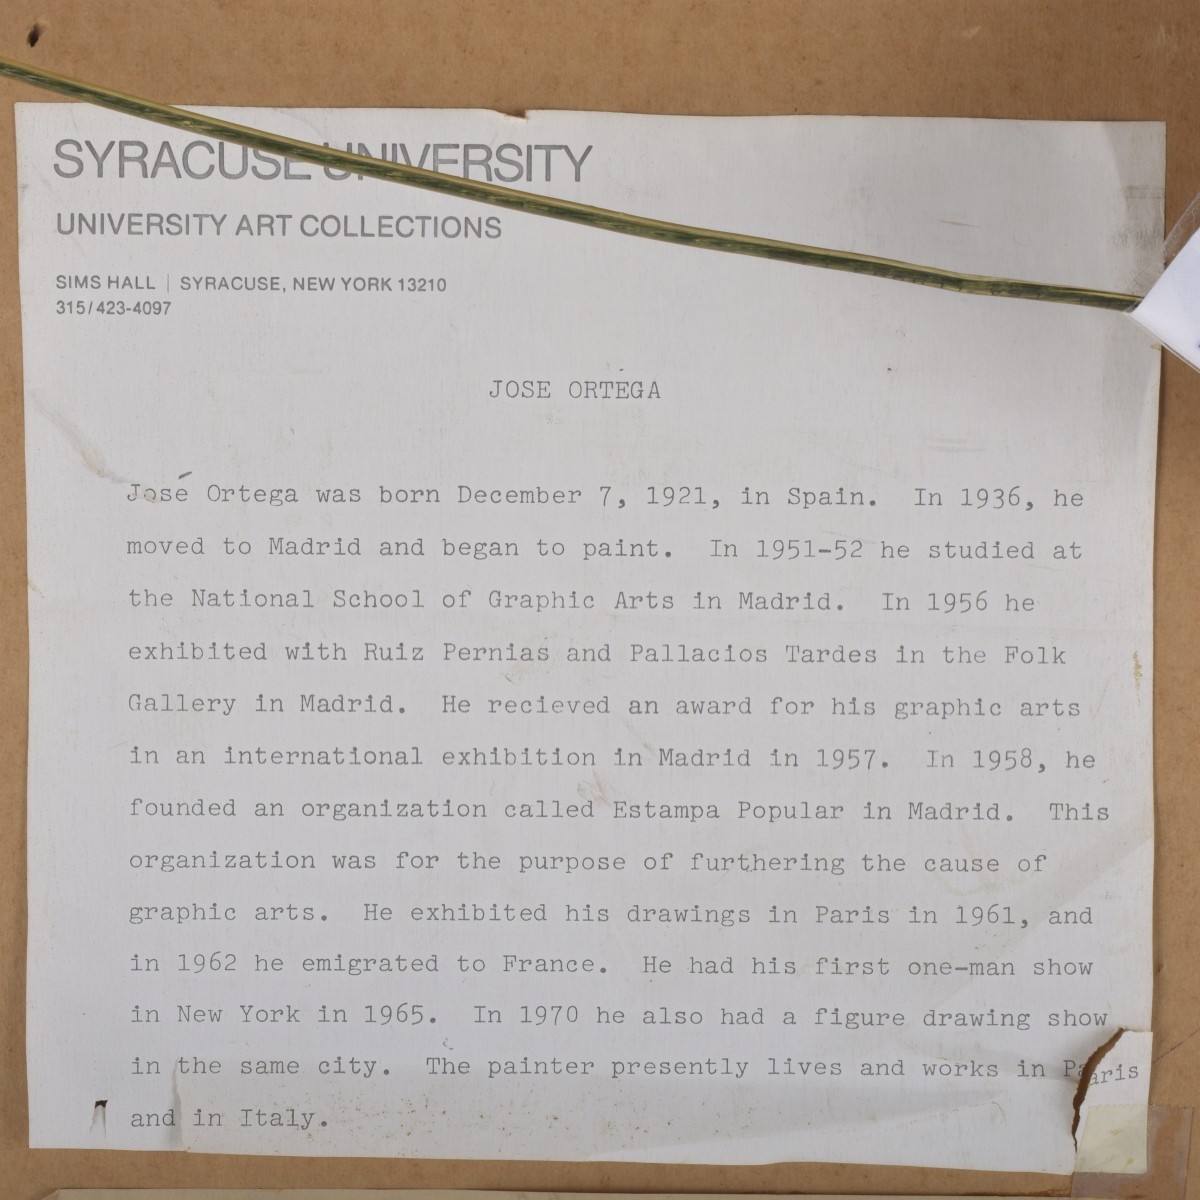 SYRACUSE UNIVERSITY
UNIVERSITY ART COLLECTIONS
SIMS HALL | SYRACUSE, NEW YORK 13210
315/423-4097
JOSE ORTEGA
José Ortega was born December 7, 1921, in Spain. In 1936, he
moved to Madrid and began to paint. In 1951-52 he studied at
the National School of Graphic Arts in Madrid. In 1956 he
exhibited with Ruiz Pernias and Pallacios Tardes in the Folk
Gallery in Madrid. He recieved an award for his graphic arts
in an international exhibition in Madrid in 1957. In 1958, he
founded an organization called Estampa Popular in Madrid. This
organization was for the purpose of furthering the cause of
graphic arts. He exhibited his drawings in Paris in 1961, and
in 1962 he emigrated to France. He had his first one-man show
in New York in 1965. In 1970 he also had a figure drawing show
in the same city. The painter presently lives and works in Paris
and in Italy.